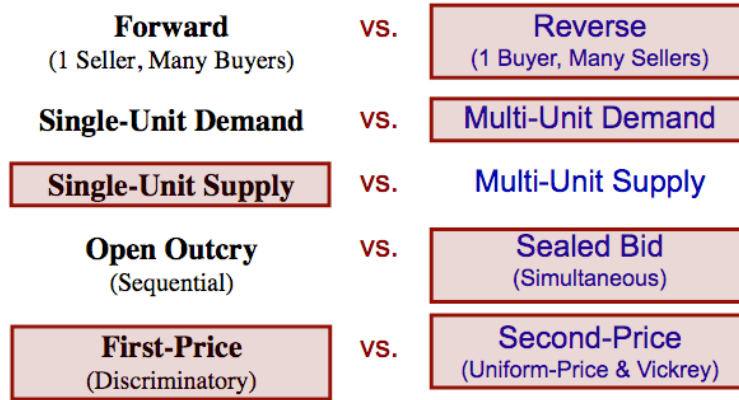 Forward vs. Reverse
(1 Seller, Many Buyers) (1 Buyer, Many Sellers)
Single-Unit Demand vs. Multi-Unit Demand
Single-Unit Supply vs. Multi-Unit Supply
Open Outcry vs. Sealed Bid
(Sequential) (Simultaneous)
First-Price vs. Second-Price
(Discriminatory) (Uniform-Price & Vickrey)